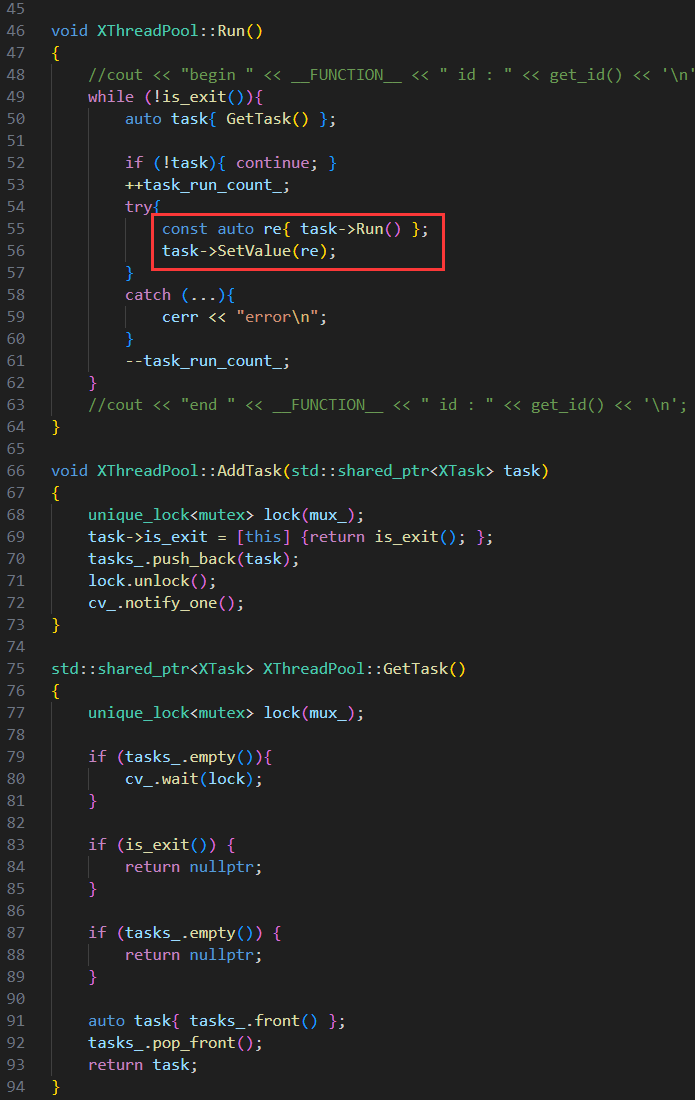 45
46 void XThreadPool::Run()
47 {
48     //cout << "begin " << __FUNCTION__ << " id : " << get_id() << '\n'
49     while (!is_exit()){
50         auto task{ GetTask() };
51
52         if (!task){ continue; }
53         ++task_run_count_;
54         try{
55             const auto re{ task->Run() };
56             task->SetValue(re);
57         }
58         catch (...){
59             cerr << "error\n";
60         }
61         --task_run_count_;
62     }
63     //cout << "end " << __FUNCTION__ << " id : " << get_id() << '\n';
64 }
65
66 void XThreadPool::AddTask(std::shared_ptr<XTask> task)
67 {
68     unique_lock<mutex> lock(mux_);
69     task->is_exit = [this] {return is_exit(); };
70     tasks_.push_back(task);
71     lock.unlock();
72     cv_.notify_one();
73 }
74
75 std::shared_ptr<XTask> XThreadPool::GetTask()
76 {
77     unique_lock<mutex> lock(mux_);
78
79     if (tasks_.empty()){
80         cv_.wait(lock);
81     }
82
83     if (is_exit()) {
84         return nullptr;
85     }
86
87     if (tasks_.empty()) {
88         return nullptr;
89     }
90
91     auto task{ tasks_.front() };
92     tasks_.pop_front();
93     return task;
94 }